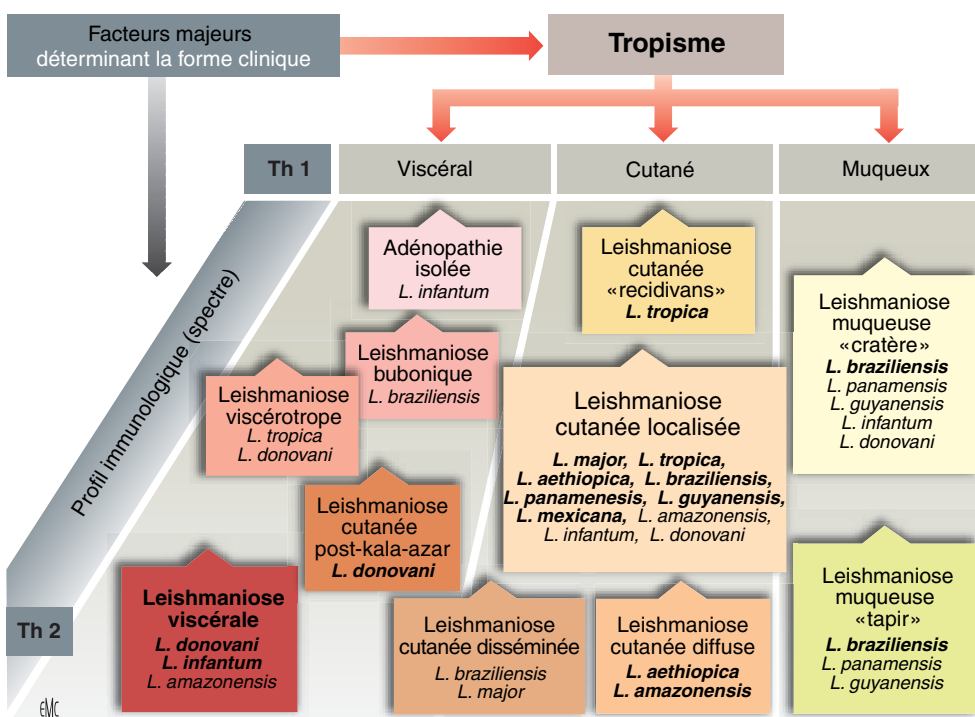 Facteurs majeurs
déterminant la forme clinique
Tropisme
Th 1
Viscéral
Cutané
Muqueux
Profil immunologique (spectre)
Th 2
Adénopathie
isolée
L. infantum
Leishmaniose
bubonique
L. braziliensis
Leishmaniose
viscérotrope
L. tropica
L. donovani
Leishmaniose
cutanée
post-kala-azar
L. donovani
Leishmaniose
viscérale
L. donovani
L. infantum
L. amazonensis
Leishmaniose
cutanée
«recidivans»
L. tropica
Leishmaniose
cutanée localisée
L. major, L. tropica,
L. aethiopica, L. braziliensis,
L. panamenesis, L. guyanensis,
L. mexicana, L. amazonensis,
L. infantum, L. donovani
Leishmaniose
cutanée disséminée
L. braziliensis
L. major
Leishmaniose
cutanée diffuse
L. aethiopica
L. amazonensis
Leishmaniose
muqueuse
«cratère»
L. braziliensis
L. panamensis
L. guyanensis
L. infantum
L. donovani
Leishmaniose
muqueuse
«tapir»
L. braziliensis
L. panamensis
L. guyanensis
EMC